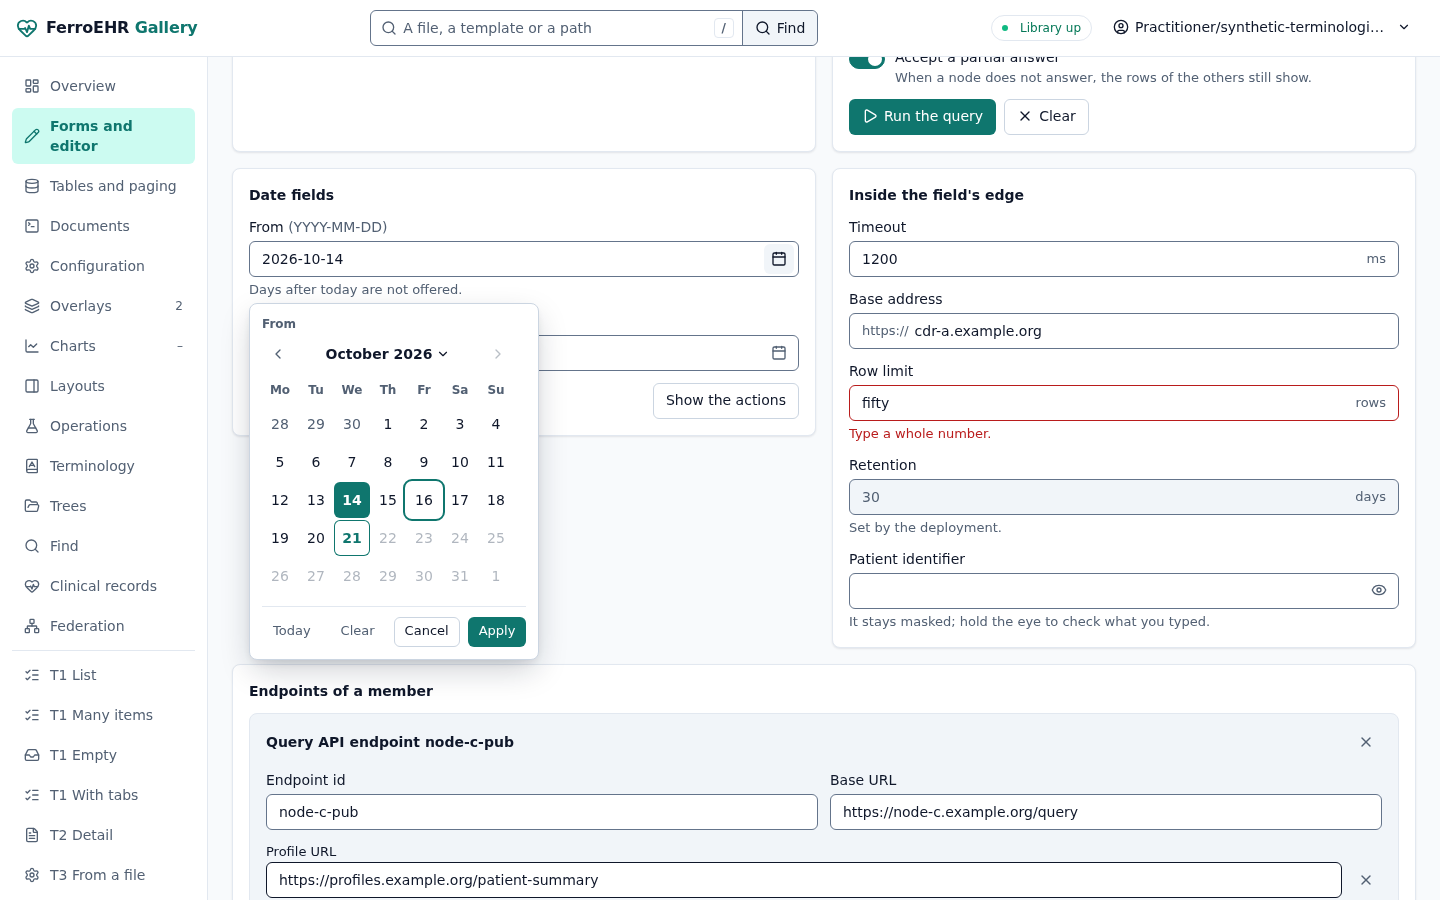 FerroEHR Gallery
A file, a template or a path
/
Find
Library up
Practitioner/synthetic-terminologi...
Overview
Forms and
editor
Tables and paging
Documents
Configuration
Overlays
2
Charts
–
Layouts
Operations
Terminology
Trees
Find
Clinical records
Federation
T1 List
T1 Many items
T1 Empty
T1 With tabs
T2 Detail
T3 From a file
Accept a partial answer
When a node does not answer, the rows of the others still show.
Run the query
Clear
Date fields
From (YYYY-MM-DD)
2026-10-14
Days after today are not offered.
From
October 2026
Mo Tu We Th Fr Sa Su
28 29 30 1 2 3 4
5 6 7 8 9 10 11
12 13 14 15 16 17 18
19 20 21 22 23 24 25
26 27 28 29 30 31 1
Today
Clear
Cancel
Apply
Show the actions
Inside the field's edge
Timeout
1200
ms
Base address
https:// cdr-a.example.org
Row limit
fifty
rows
Type a whole number.
Retention
30
days
Set by the deployment.
Patient identifier
It stays masked; hold the eye to check what you typed.
Endpoints of a member
Query API endpoint node-c-pub
Endpoint id
node-c-pub
Base URL
https://node-c.example.org/query
Profile URL
https://profiles.example.org/patient-summary